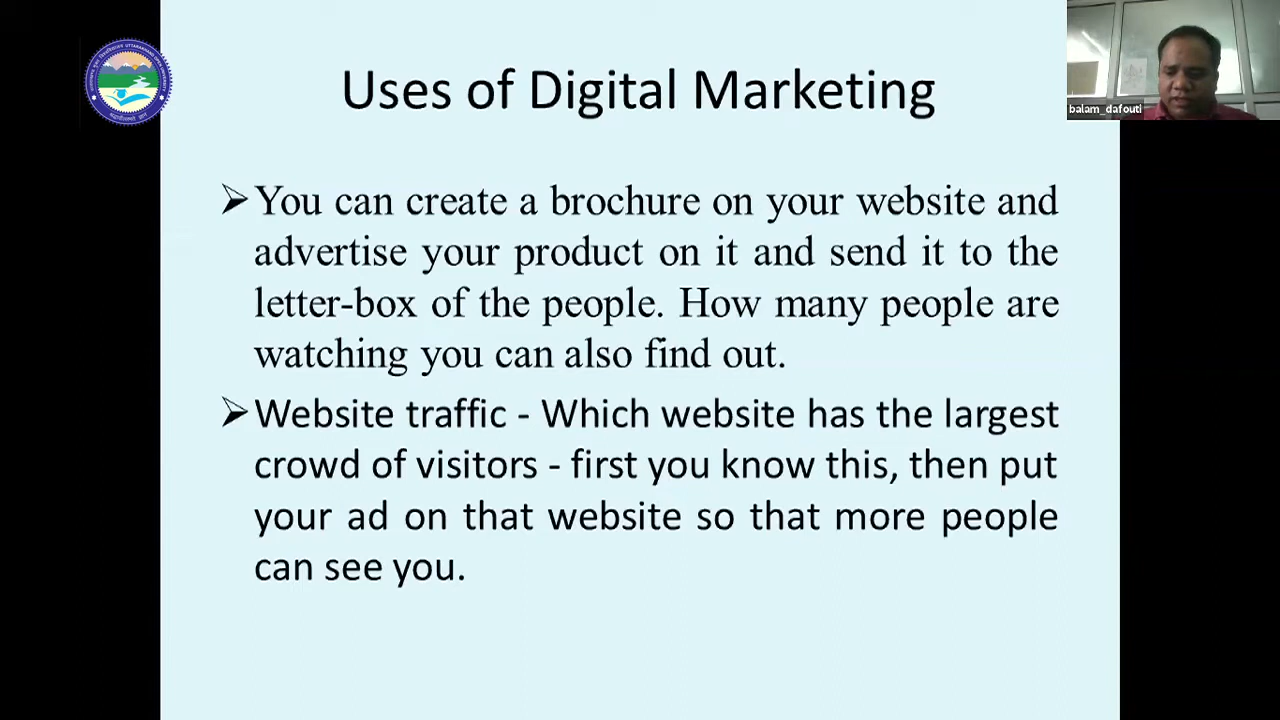 Uses of Digital Marketing
balam_dafouti
➢You can create a brochure on your website and
advertise your product on it and send it to the
letter-box of the people. How many people are
watching you can also find out.
➢Website traffic - Which website has the largest
crowd of visitors - first you know this, then put
your ad on that website so that more people
can see you.